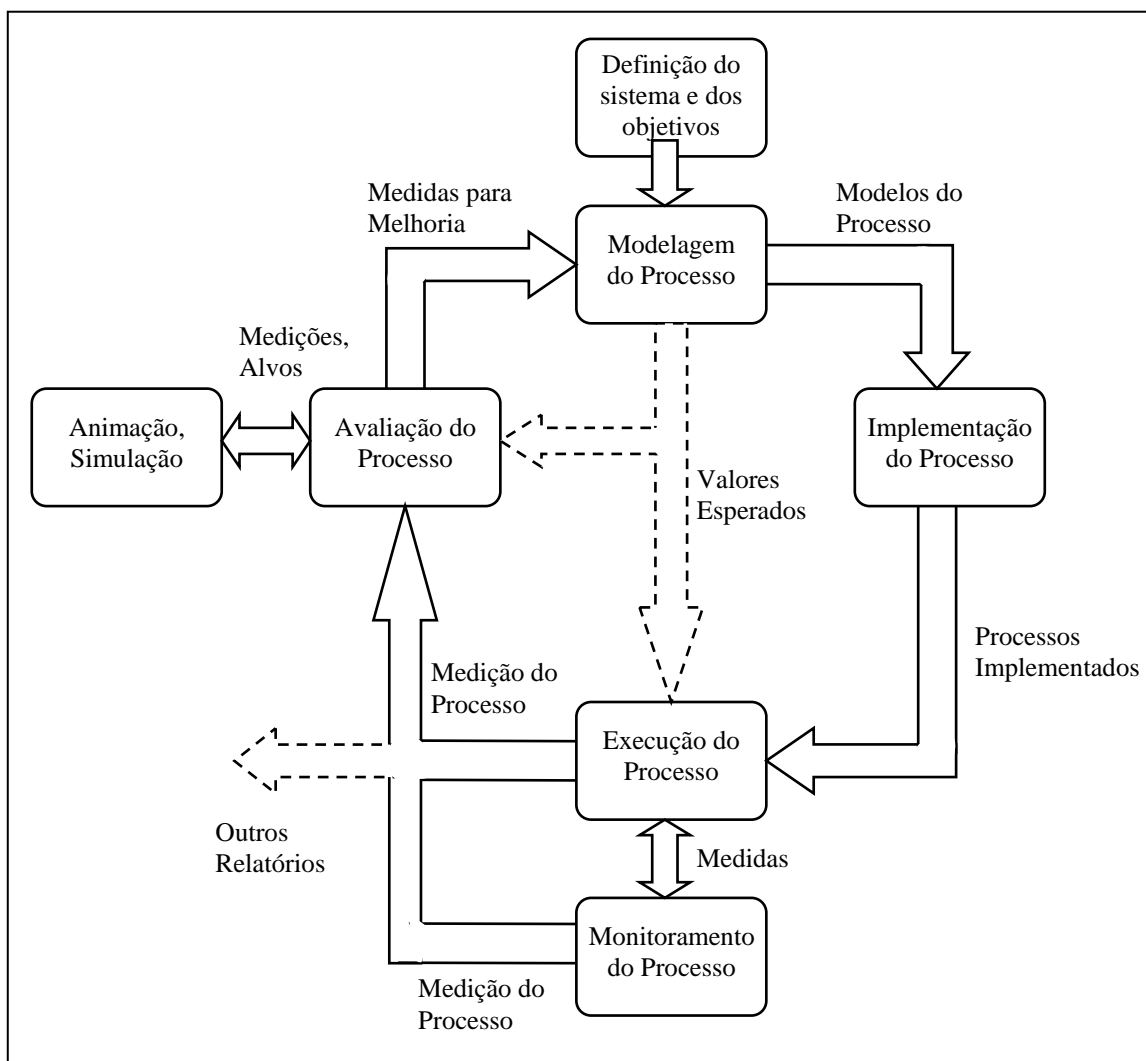 Definição do
sistema e dos
objetivos
Medidas para
Melhoria
Modelos do
Processo
Modelagem
do Processo
Medições,
Alvos
Animação,
Simulação
Avaliação do
Processo
Implementação
do Processo
Valores
Esperados
Processos
Implementados
Medição do
Processo
Execução do
Processo
Outros
Relatórios
Medidas
Monitoramento
do Processo
Medição do
Processo